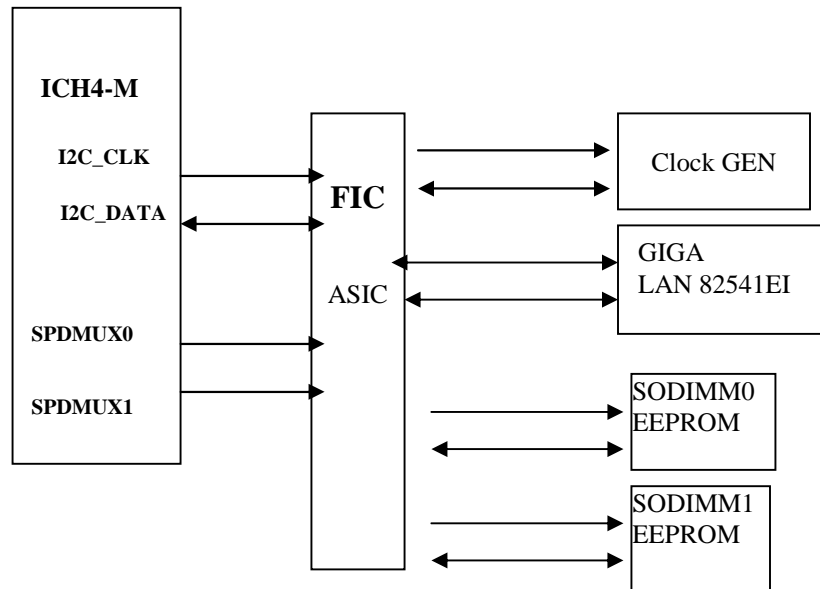 ICH4-M
I2C_CLK
I2C_DATA
SPDMUX0
SPDMUX1
FIC
ASIC
Clock GEN
GIGA
LAN 82541EI
SODIMM0
EEPROM
SODIMM1
EEPROM